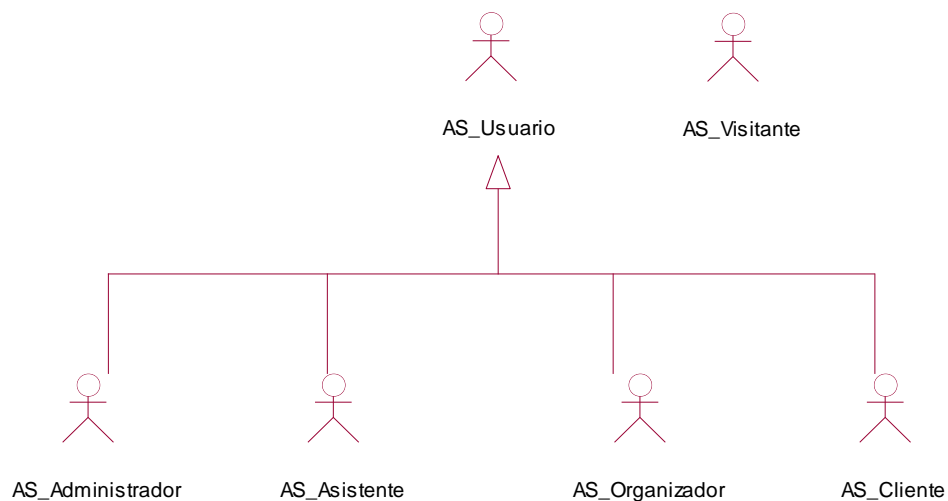 AS_Usuario
AS_Visitante
AS_Administrador
AS_Asistente
AS_Organizador
AS_Cliente